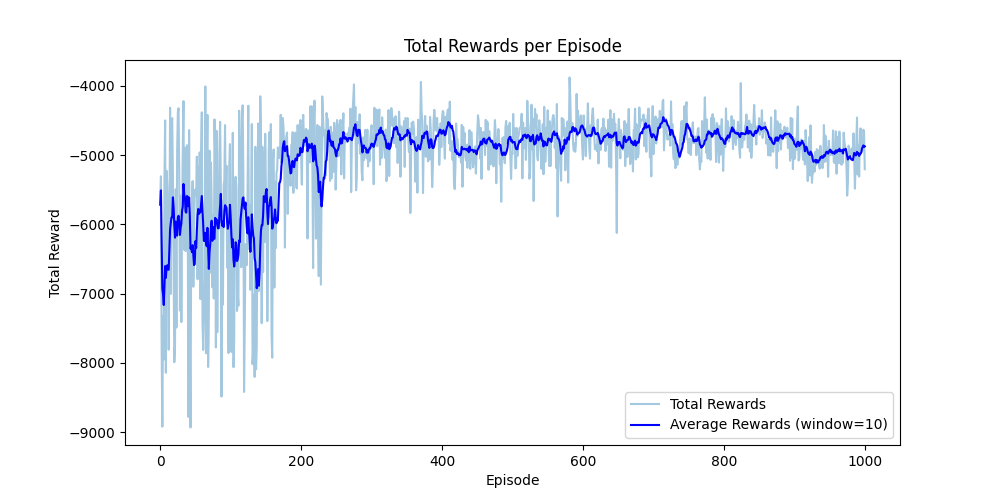 Total Rewards per Episode
Total Reward
−4000
−5000
−6000
−7000
−8000
−9000
0
200
400
600
800
1000
Episode
Total Rewards
Average Rewards (window=10)